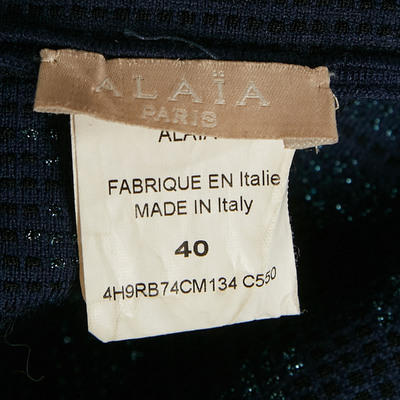 ALAÏA
PARIS
ALAÏA
FABRIQUE EN Italie
MADE IN Italy
40
4H9RB74CM134 C550